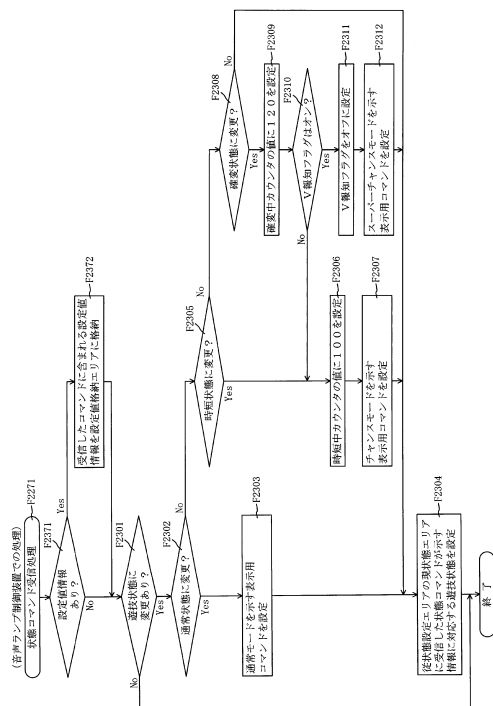 (音声ランプ制御装置での処理)
状態コマンド受信処理
F2271
設定値情報
あり?
F2371
Yes
No
受信したコマンドに含まれる設定値
情報を設定値格納エリアに格納
F2372
遊技状態に
変更あり?
F2301
No
Yes
通常状態に変更?
F2302
No
Yes
通常モードを示す表示用
コマンドを設定
F2303
時短状態に変更?
F2305
No
Yes
時短中カウンタの値に100を設定
F2306
チャンスモードを示す
表示用コマンドを設定
F2307
確変状態に変更?
F2308
No
Yes
確変中カウンタの値に120を設定
F2309
V報知フラグはオン?
F2310
No
Yes
V報知フラグをオフに設定
F2311
スーパーチャンスモードを示す
表示用コマンドを設定
F2312
従状態設定エリアの現状態エリア
に受信した状態コマンドが示す
情報に対応する遊技状態を設定
F2304
終了